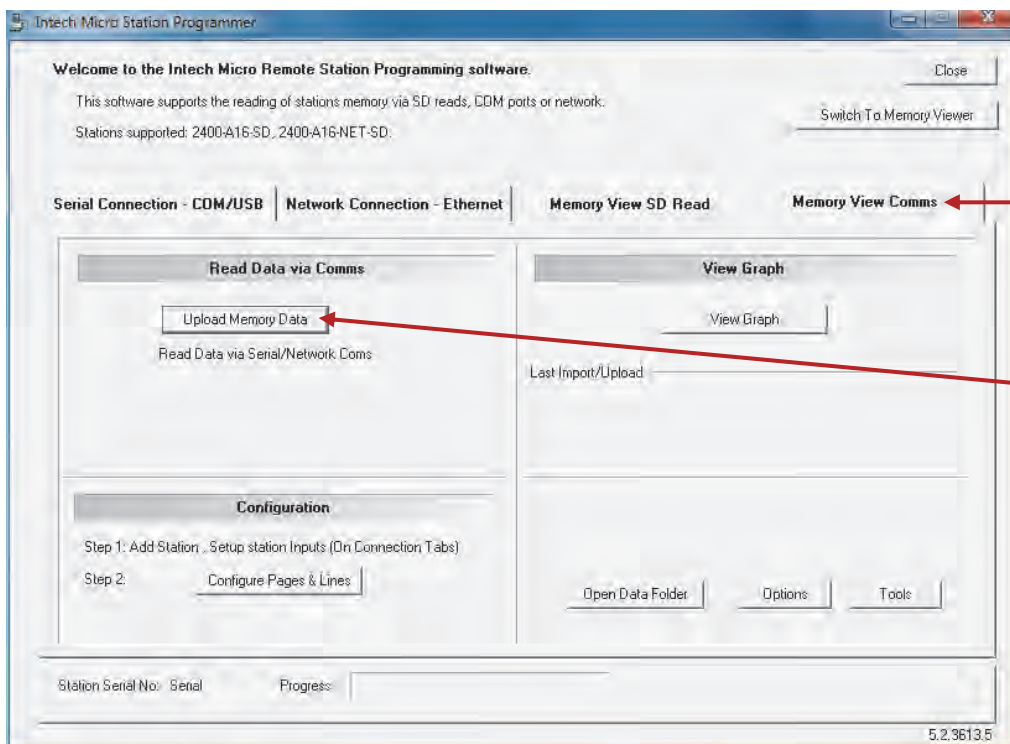 Intech Micro Station Programmer
Welcome to the Intech Micro Remote Station Programming software.
Close
This software supports the reading of stations memory via SD reads, COM ports or network.
Switch To Memory Viewer
Stations supported: 2400-A16-SD, 2400-A16-NET-SD.
Serial Connection - COM/USB
Network Connection - Ethernet
Memory View SD Read
Memory View Comms
Read Data via Comms
View Graph
Upload Memory Data
View Graph
Read Data via Serial/Network Coms
Last Import/Upload
Configuration
Step 1: Add Station , Setup station Inputs (On Connection Tabs)
Step 2:
Configure Pages & Lines
Open Data Folder
Options
Tools
Station Serial No: Serial
Progress:
5.2.3613.5